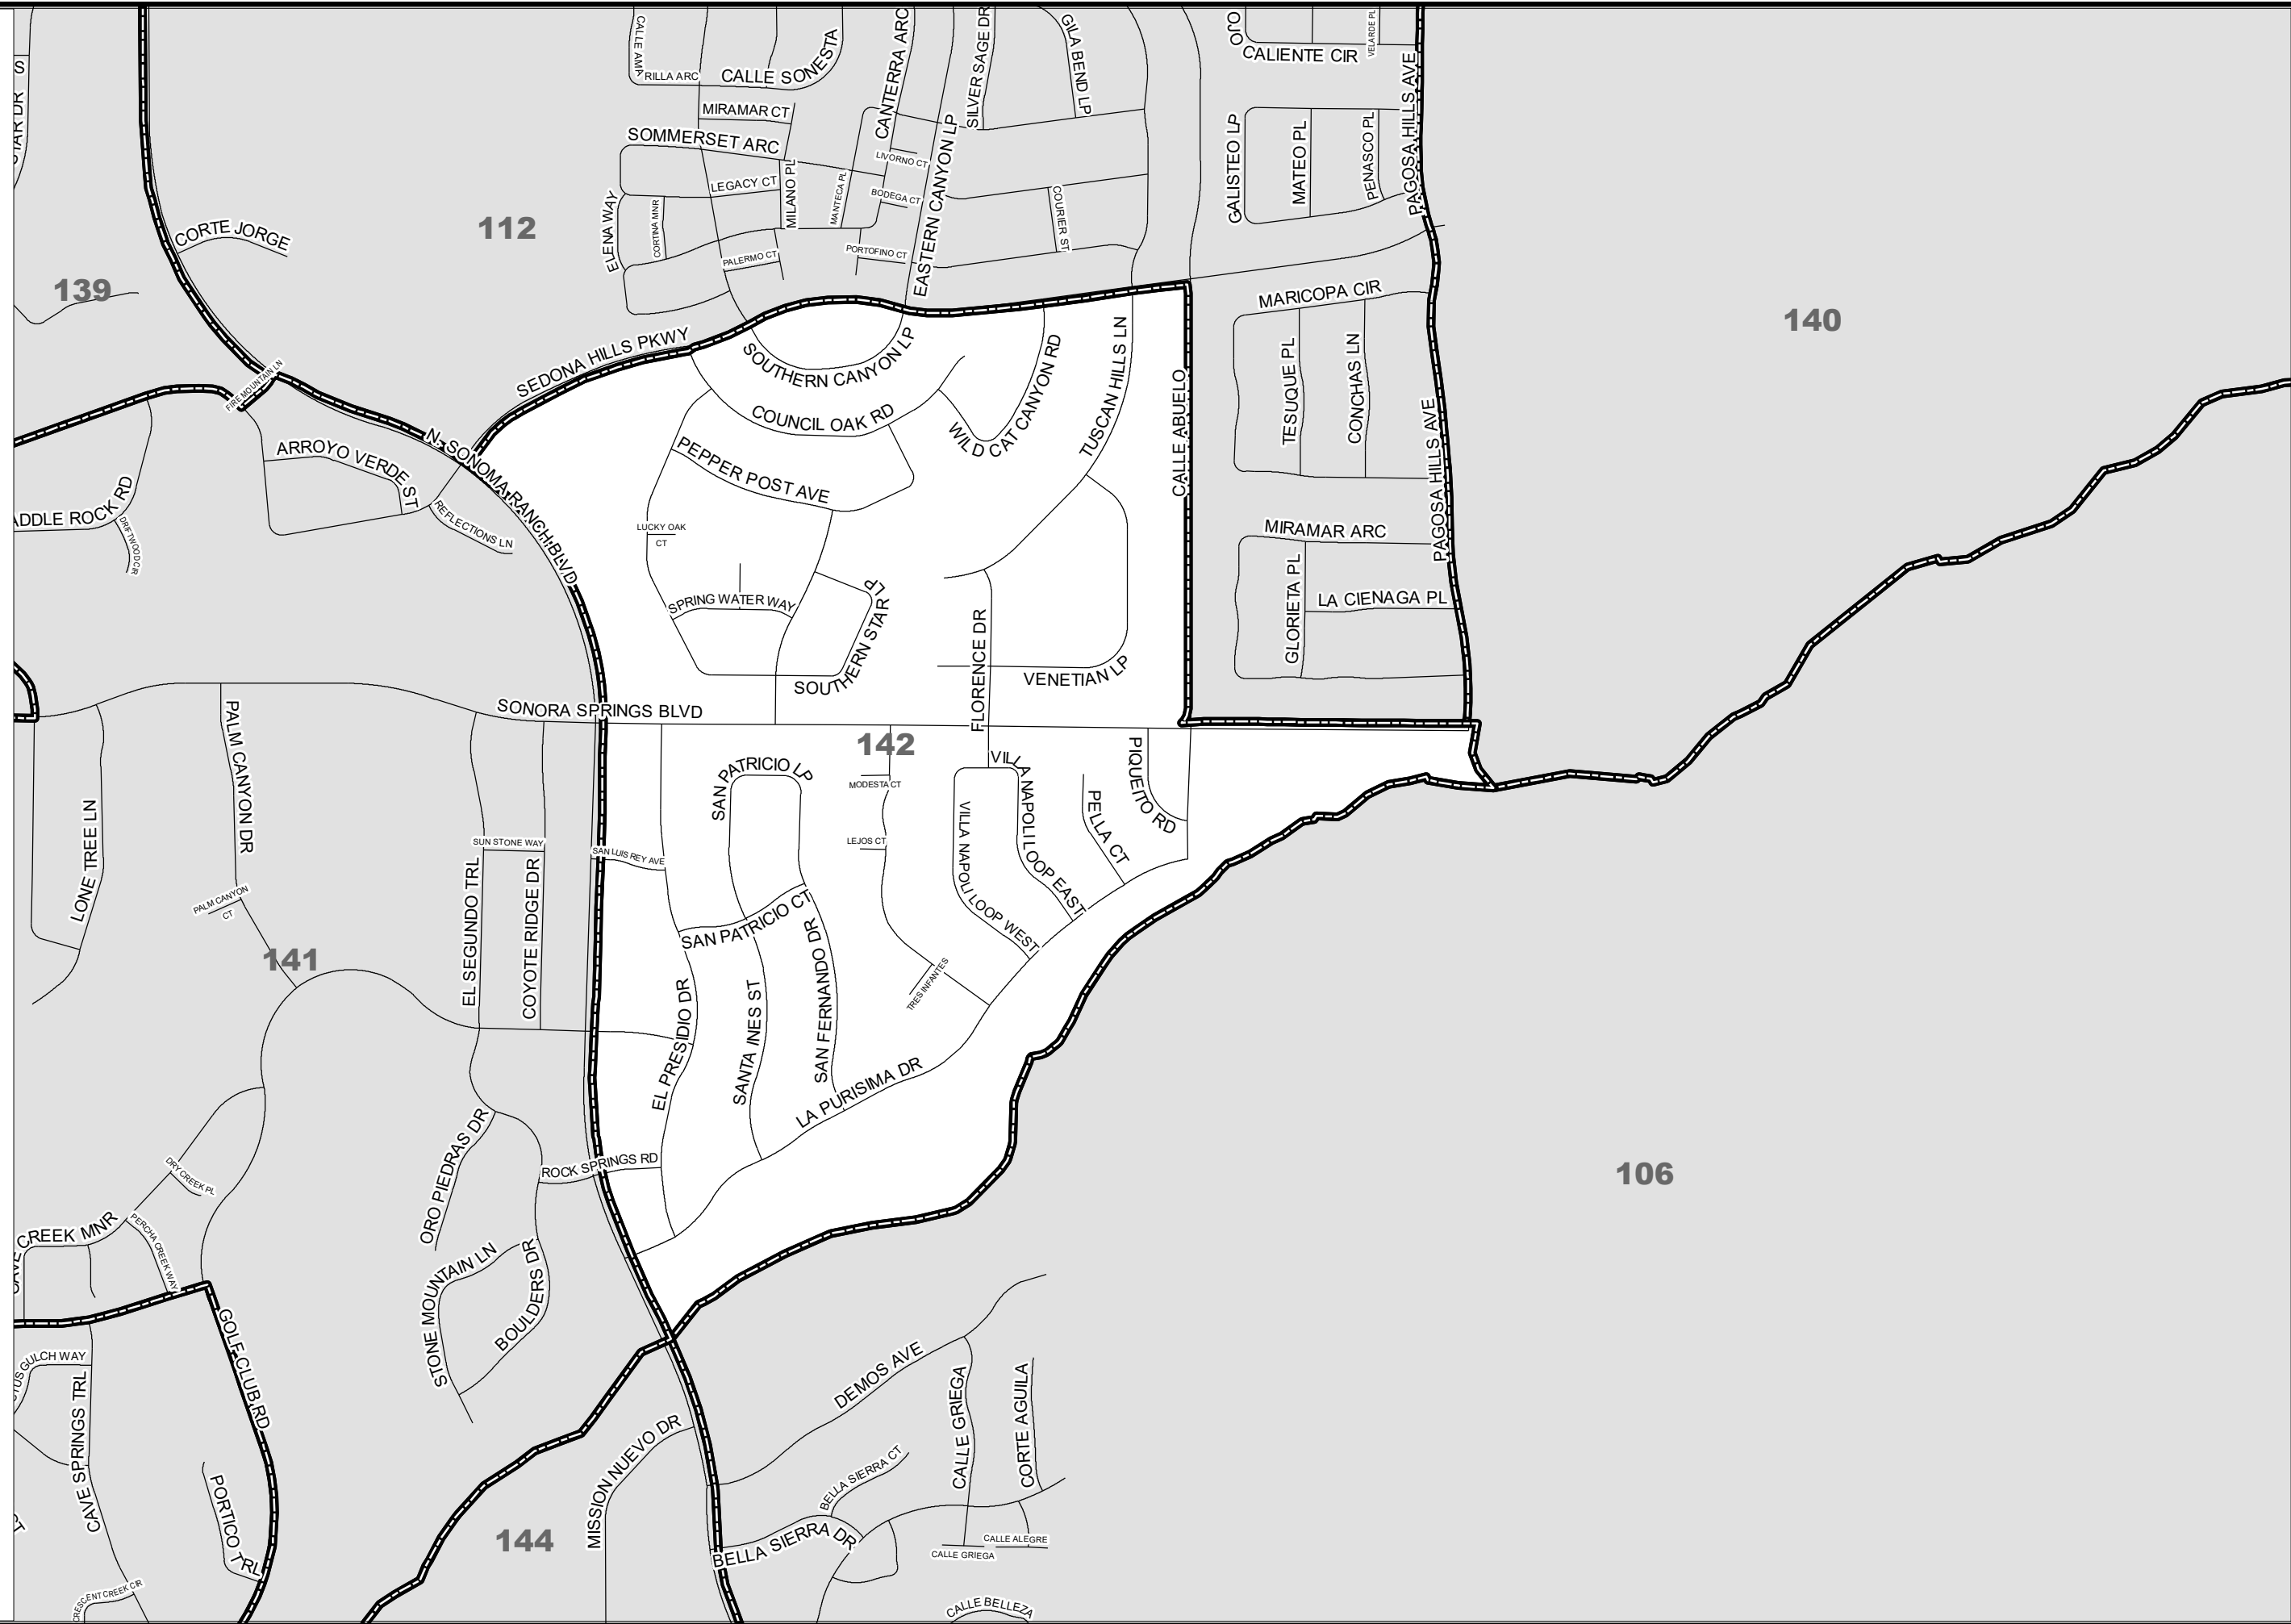 S
STAR DR
CALLE AMA
RILLA ARC
CALLE SONESTA
CANTERRA ARC
SILVER SAGE DR
GILA BEND LP
OJO
CALIENTE CIR
VELARDE PL
PAGOSA HILLS AVE
MIRAMAR CT
SOMMERSET ARC
LIVORNO CT
EASTERN CANYON LP
GALISTEO LP
MATEO PL
PENASCO PL
LEGACY CT
MILANO PL
MANTECA PL
BODEGA CT
COURIER ST
ELENA WAY
CORTINA MNR
112
CORTE JORGE
PALERMO CT
PORTOFINO CT
139
MARICOPA CIR
140
SEDONA HILLS PKWY
SOUTHERN CANYON LP
WILD CAT CANYON RD
TUSCAN HILLS LN
CALLE ABUELO
TESUQUE PL
CONCHAS LN
PAGOSA HILLS AVE
FIRE MOUNTAIN LN
COUNCIL OAK RD
N. SONOMA RANCH BLVD
ARROYO VERDE ST
PEPPER POST AVE
ADDLE ROCK RD
DRIFTWOOD CIR
REFLECTIONS LN
LUCKY OAK
CT
MIRAMAR ARC
GLORIETA PL
LA CIENAGA PL
SPRING WATER WAY
SOUTHERN STAR LP
FLORENCE DR
VENETIAN LP
SONORA SPRINGS BLVD
142
PALM CANYON DR
SAN PATRICIO LP
MODESTA CT
VILLA NAPOLI LOOP EAST
VILLA NAPOLI LOOP WEST
PELLA CT
PIQUEITO RD
LONE TREE LN
SUN STONE WAY
SAN LUIS REY AVE
LEJOS CT
EL SEGUNDO TRL
COYOTE RIDGE DR
PALM CANYON
CT
141
SAN PATRICIO CT
SAN FERNANDO DR
TRES INFANTES
EL PRESIDIO DR
SANTA INES ST
LA PURISIMA DR
106
ORO PIEDRAS DR
ROCK SPRINGS RD
DRY CREEK PL
CREEK MNR
PERCHA CREEK WAY
STONE MOUNTAIN LN
BOULDERS DR
GOLF CLUB RD
GULCH WAY
CAVE SPRINGS TRL
DEMOS AVE
CALLE GRIEGA
CORTE AGUILA
MISSION NUEVO DR
BELLA SIERRA CT
PORTICO TRL
144
BELLA SIERRA DR
CALLE ALEGRE
CALLE GRIEGA
CRESCENT CREEK CIR
CALLE BELLEZA